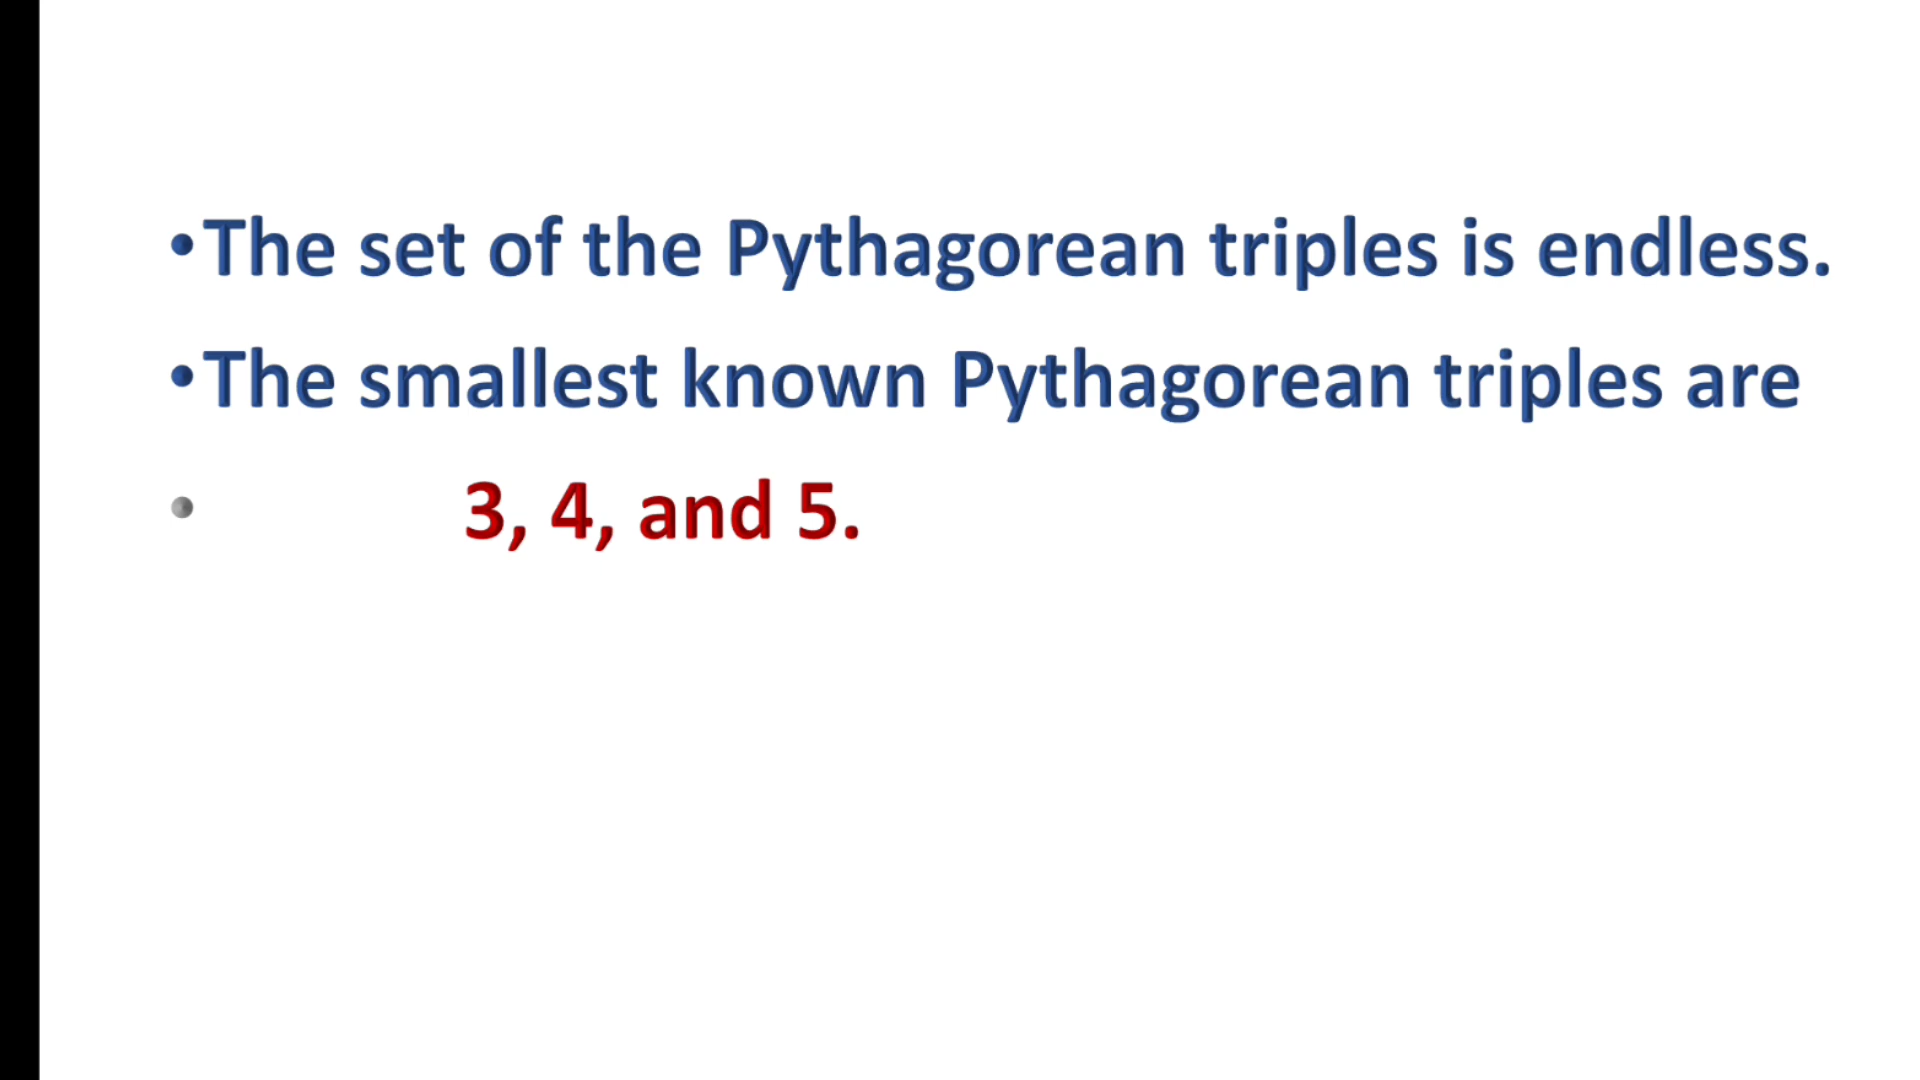 •The set of the Pythagorean triples is endless.
•The smallest known Pythagorean triples are
• 3, 4, and 5.